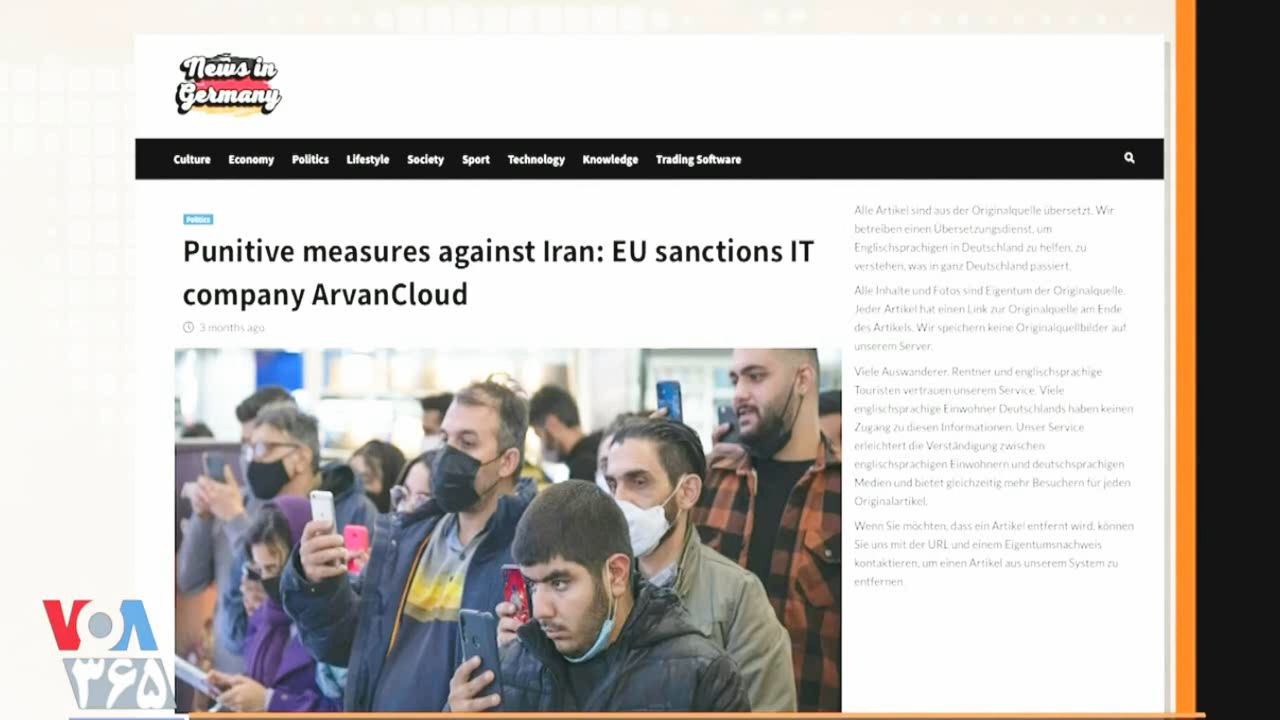 News in
Germany
Culture Economy Politics Lifestyle Society Sport Technology Knowledge Trading Software
Politics
Punitive measures against Iran: EU sanctions IT
company ArvanCloud
3 months ago
Alle Artikel sind aus der Originalquelle übersetzt. Wir
betreiben einen Übersetzungsdienst, um
Englischsprachigen in Deutschland zu helfen, zu
verstehen, was in ganz Deutschland passiert.
Alle Inhalte und Fotos sind Eigentum der Originalquelle.
Jeder Artikel hat einen Link zur Originalquelle am Ende
des Artikels. Wir speichern keine Originalquellbilder auf
unserem Server.
Viele Auswanderer, Rentner und englischsprachige
Touristen vertrauen unserem Service. Viele
englischsprachige Einwohner Deutschlands haben keinen
Zugang zu diesen Informationen. Unser Service
erleichtert die Verständigung zwischen
englischsprachigen Einwohnern und deutschsprachigen
Medien und bietet gleichzeitig mehr Besuchern für jeden
Originalartikel.
Wenn Sie möchten, dass ein Artikel entfernt wird, können
Sie uns mit der URL und einem Eigentumsnachweis
kontaktieren, um einen Artikel aus unserem System zu
entfernen.
VOA
۳۶۵